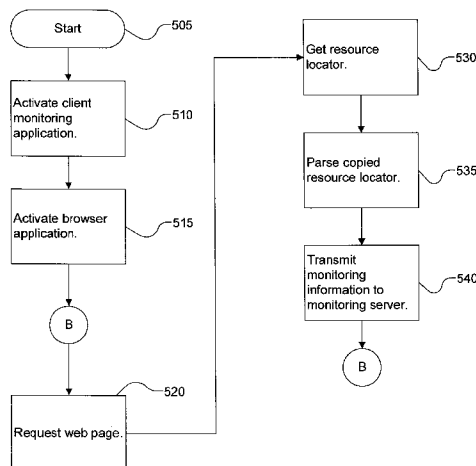 Start
505
Activate client
monitoring
application.
510
Activate browser
application.
515
B
520
Request web page.
Get resource
locator.
530
Parse copied
resource locator.
535
Transmit
monitoring
information to
monitoring server.
540
B